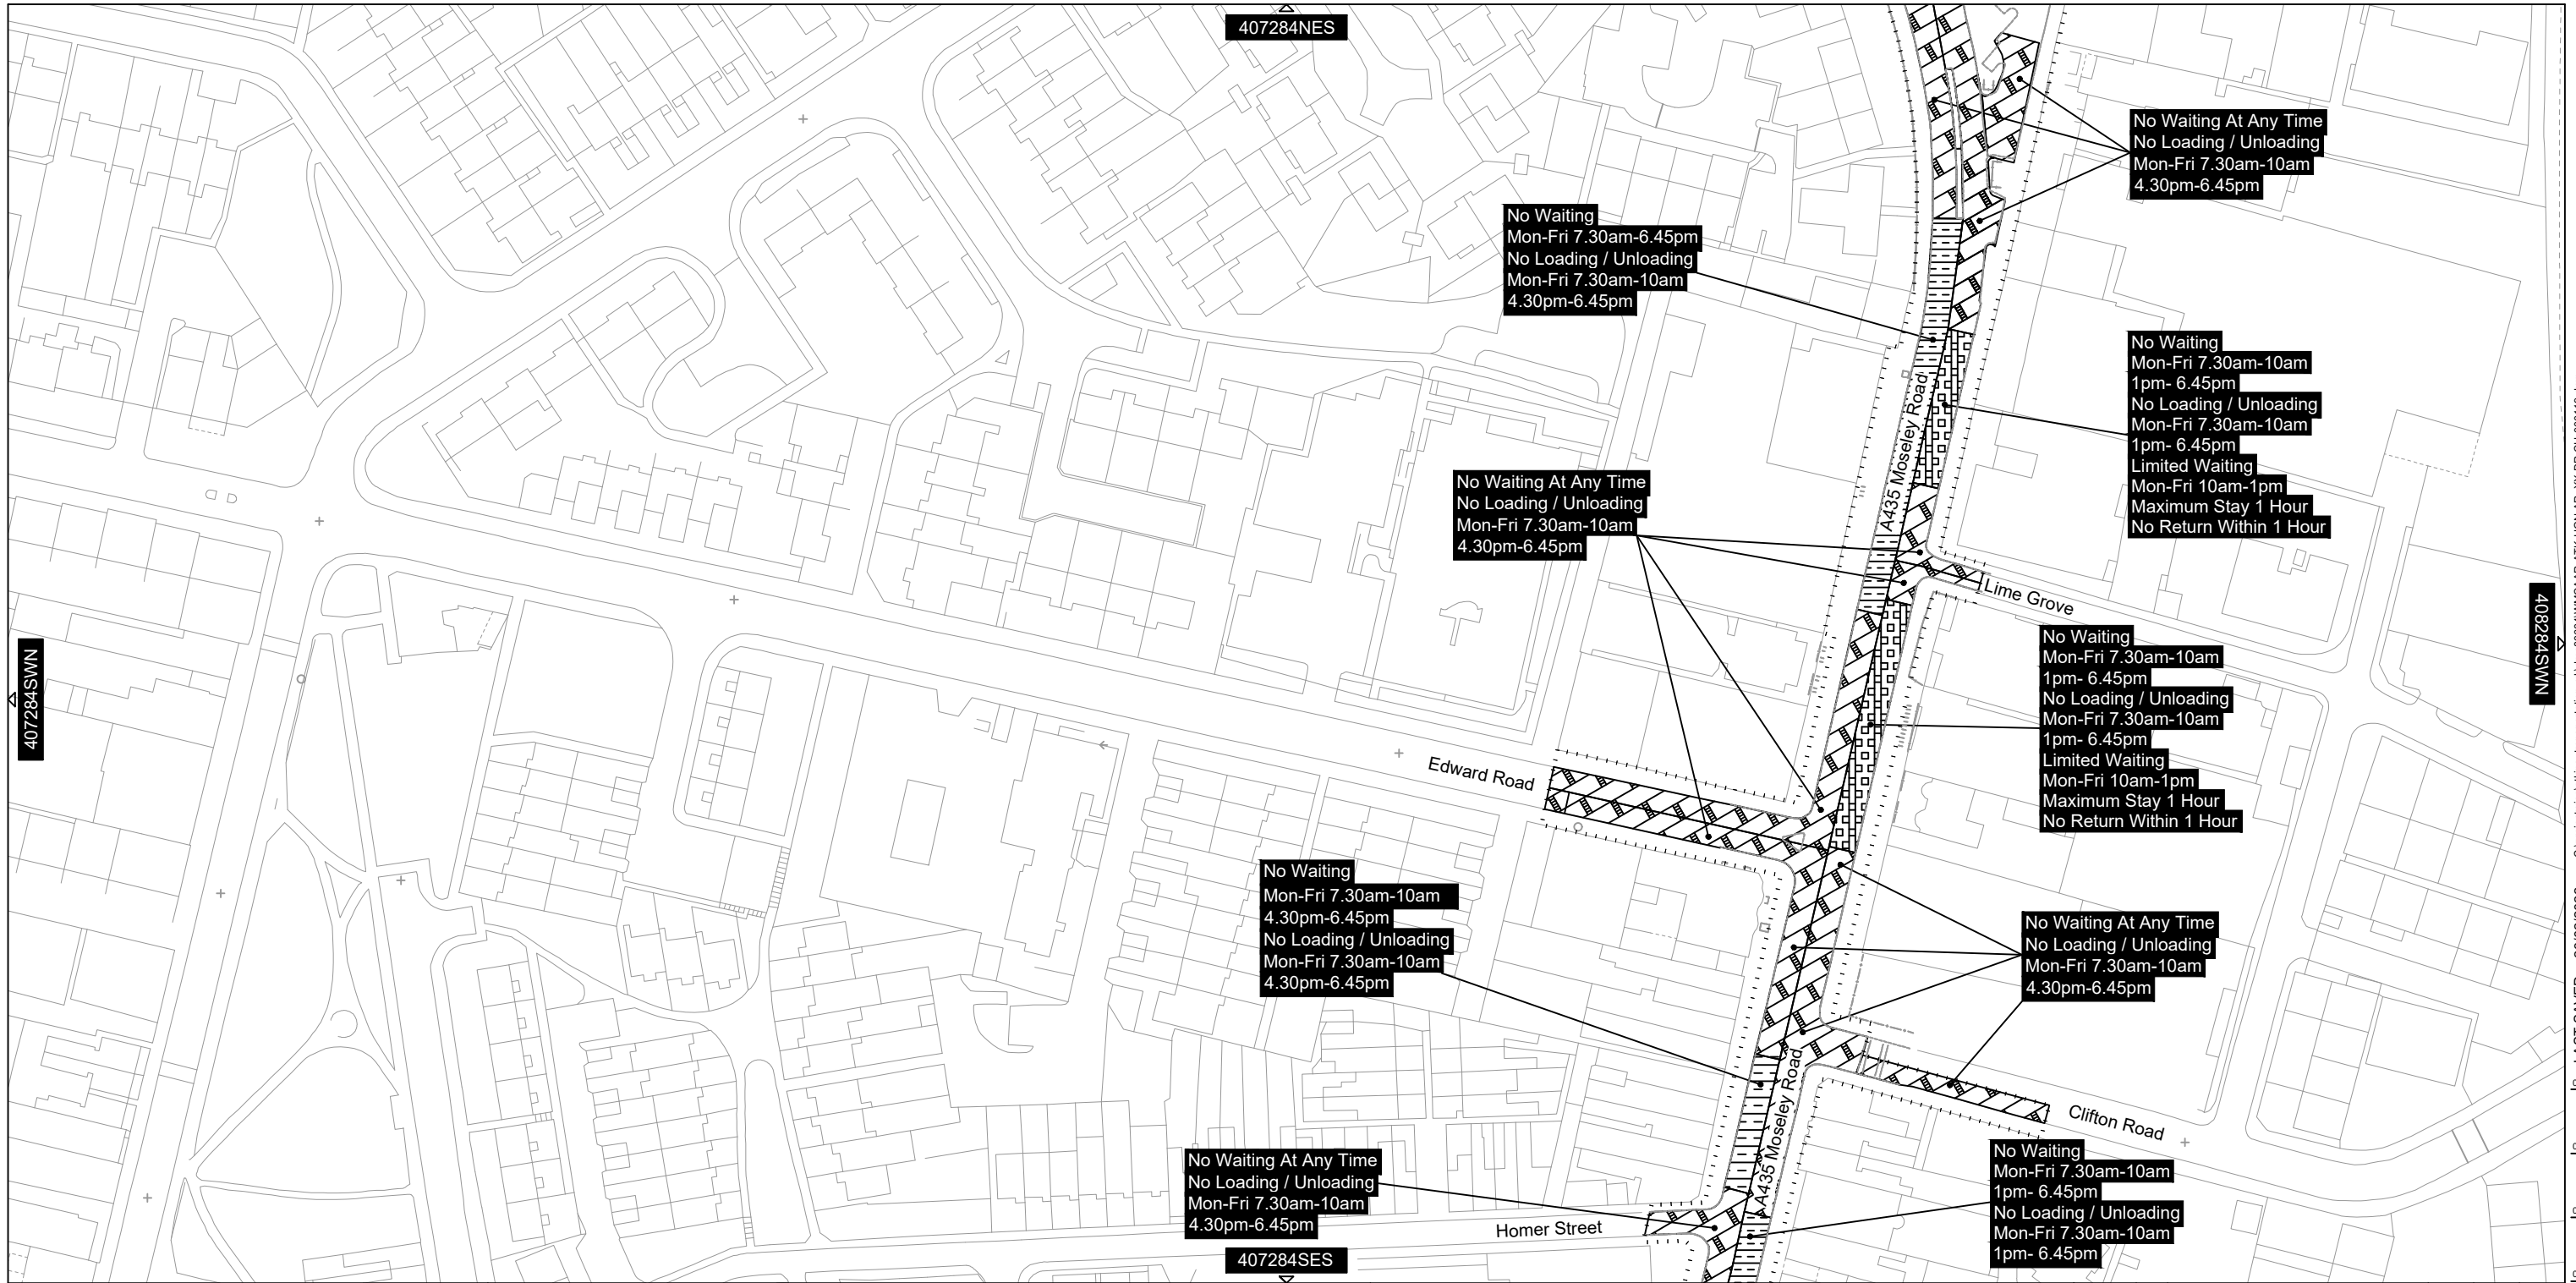 407284NES
No Waiting At Any Time
No Loading / Unloading
Mon-Fri 7.30am-10am
4.30pm-6.45pm
No Waiting
Mon-Fri 7.30am-6.45pm
No Loading / Unloading
Mon-Fri 7.30am-10am
4.30pm-6.45pm
No Waiting
Mon-Fri 7.30am-10am
1pm- 6.45pm
No Loading / Unloading
Mon-Fri 7.30am-10am
1pm- 6.45pm
Limited Waiting
Mon-Fri 10am-1pm
Maximum Stay 1 Hour
No Return Within 1 Hour
A435 Moseley Road
No Waiting At Any Time
No Loading / Unloading
Mon-Fri 7.30am-10am
4.30pm-6.45pm
Lime Grove
407284SWN
408284SWN
No Waiting
Mon-Fri 7.30am-10am
1pm- 6.45pm
No Loading / Unloading
Mon-Fri 7.30am-10am
1pm- 6.45pm
Limited Waiting
Mon-Fri 10am-1pm
Maximum Stay 1 Hour
No Return Within 1 Hour
Edward Road
No Waiting
Mon-Fri 7.30am-10am
4.30pm-6.45pm
No Loading / Unloading
Mon-Fri 7.30am-10am
4.30pm-6.45pm
No Waiting At Any Time
No Loading / Unloading
Mon-Fri 7.30am-10am
4.30pm-6.45pm
A435 Moseley Road
Clifton Road
No Waiting At Any Time
No Loading / Unloading
Mon-Fri 7.30am-10am
4.30pm-6.45pm
Homer Street
No Waiting
Mon-Fri 7.30am-10am
1pm- 6.45pm
No Loading / Unloading
Mon-Fri 7.30am-10am
1pm- 6.45pm
407284SES